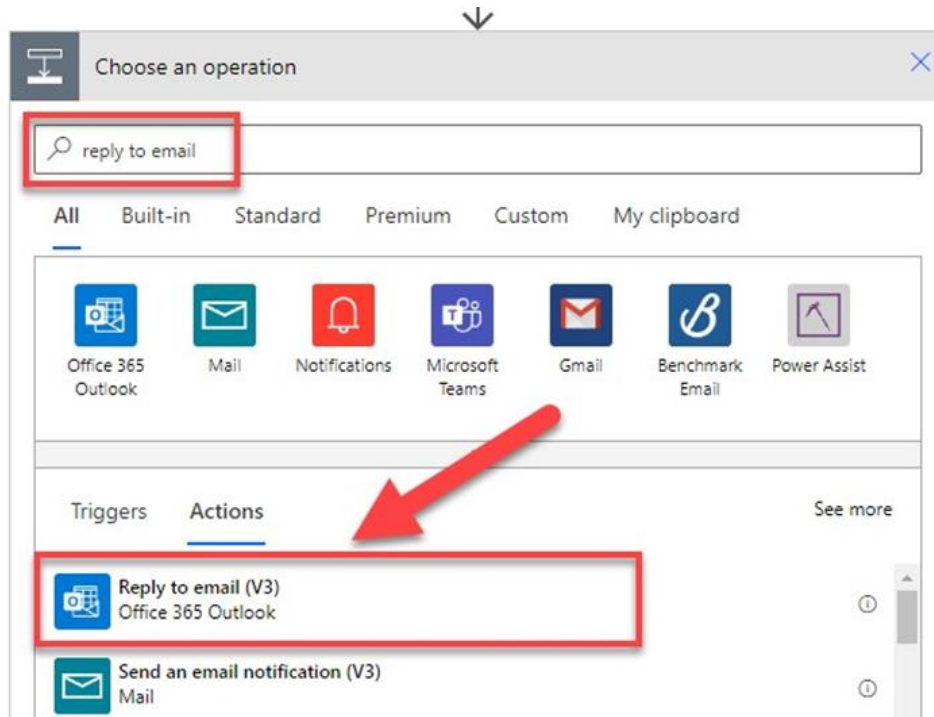 Choose an operation
reply to email
All Built-in Standard Premium Custom My clipboard
Office 365
Outlook
Mail
Notifications
Microsoft
Teams
Gmail
Benchmark
Email
Power Assist
Triggers Actions See more
Reply to email (V3)
Office 365 Outlook
Send an email notification (V3)
Mail